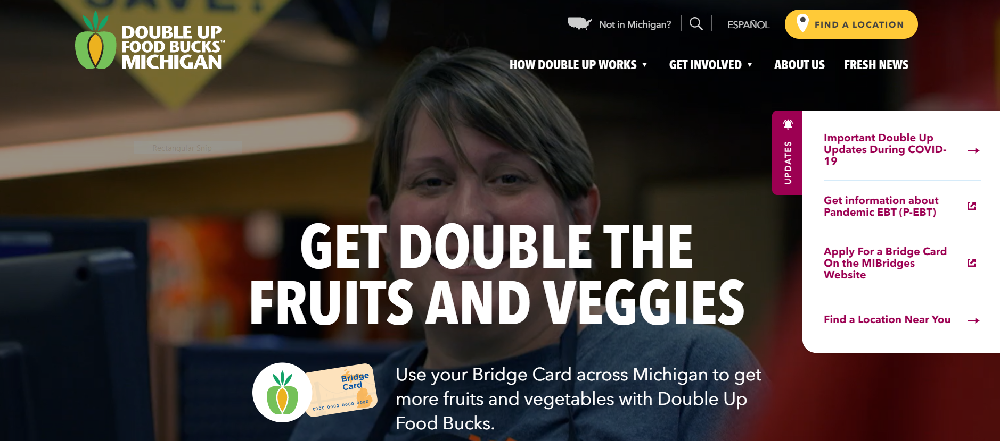 SAVE!
DOUBLE UP
FOOD BUCKS™
MICHIGAN
Not in Michigan?
ESPAÑOL
FIND A LOCATION
HOW DOUBLE UP WORKS ▼
GET INVOLVED ▼
ABOUT US
FRESH NEWS
Rectangular Snip
UPDATES
Important Double Up
Updates During COVID-
19
Get information about
Pandemic EBT (P-EBT)
Apply For a Bridge Card
On the MIBridges
Website
Find a Location Near You
GET DOUBLE THE
FRUITS AND VEGGIES
Bridge
Card
0000 0000 0000 0000
Use your Bridge Card across Michigan to get
more fruits and vegetables with Double Up
Food Bucks.